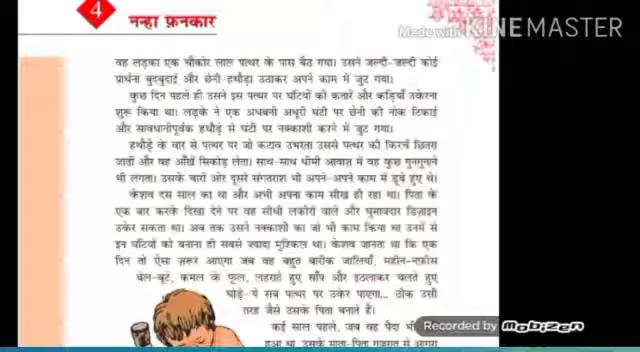 4
नन्हा फ़नकार
Made with KINEMASTER
वह लड़का एक चौकोर लाल पत्थर के पास बैठ गया। उसने जल्दी-जल्दी कोई
प्रार्थना बुदबुदाई और छेनी हथौड़ा उठाकर अपने काम में जुट गया।
कुछ दिन पहले ही उसने इस पत्थर पर घंटियों की कतारें और कड़ियाँ उकेरना
शुरू किया था। लड़के ने एक अधबनी अधूरी घंटी पर छेनी की नोक टिकाई
और सावधानीपूर्वक हथौड़े से घंटी पर नक्काशी करने में जुट गया।
हथौड़े के वार से पत्थर पर जो कटाव उभरता उससे पत्थर की किरचें छितरा
जातीं और वह आँखें सिकोड़ लेता। साथ-साथ धीमी आवाज़ में वह कुछ गुनगुनाने
भी लगता। उसके चारों ओर दूसरे संगतराश भी अपने-अपने काम में डूबे हुए थे।
केशव दस साल का था और अभी अपना काम सीख ही रहा था। पिता के
एक बार करके दिखा देने पर वह सीधी लकीरों वाले और घुमावदार डिज़ाइन
उकेर सकता था। अब तक उसने नक्काशी का जो भी काम किया था उनमें से
इन घंटियों को बनाना ही सबसे ज्यादा मुश्किल था। केशव जानता था कि एक
दिन तो ऐसा ज़रूर आएगा जब वह बहुत बारीक जालियाँ, महीन-नफ़ीस
बेल-बूटे, कमल के फूल, लहराते हुए साँप और इठलाकर चलते हुए
घोड़े-ये सब पत्थर पर उकेर पाएगा... ठीक उसी
तरह जैसे उसके पिता बनाते हैं।
कई साल पहले, जब वह पैदा भी
हुआ था, उसके माता-पिता गुजरात से आगरा
Recorded by Mobizen